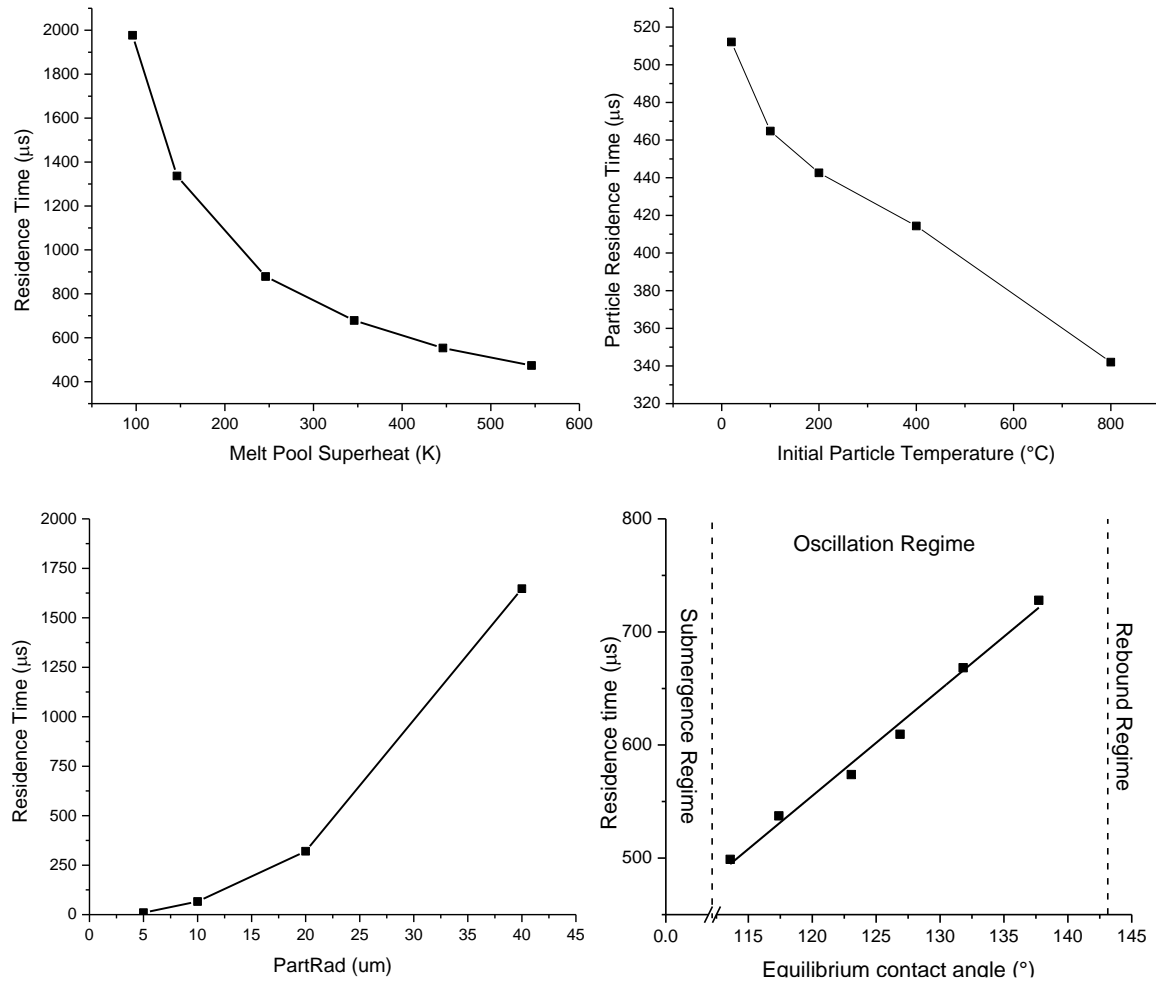 2000
1800
1600
1400
1200
1000
800
600
400
Residence Time (μs)
100 200 300 400 500 600
Melt Pool Superheat (K)
520
500
480
460
440
420
400
380
360
340
320
Particle Residence Time (μs)
0 200 400 600 800
Initial Particle Temperature (°C)
2000
1750
1500
1250
1000
750
500
250
0
Residence Time (μs)
0 5 10 15 20 25 30 35 40 45
PartRad (um)
800
700
600
500
Residence time (μs)
Oscillation Regime
Submergence Regime
Rebound Regime
0.0 115 120 125 130 135 140 145
Equilibrium contact angle (°)